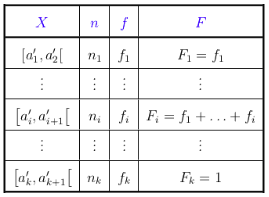 X n f F
[a′₁, a′₂[ n₁ f₁ F₁ = f₁
⋮ ⋮ ⋮ ⋮
[a′ᵢ, a′ᵢ₊₁[ nᵢ fᵢ Fᵢ = f₁ + … + fᵢ
⋮ ⋮ ⋮ ⋮
[a′ₖ, a′ₖ₊₁[ nₖ fₖ Fₖ = 1